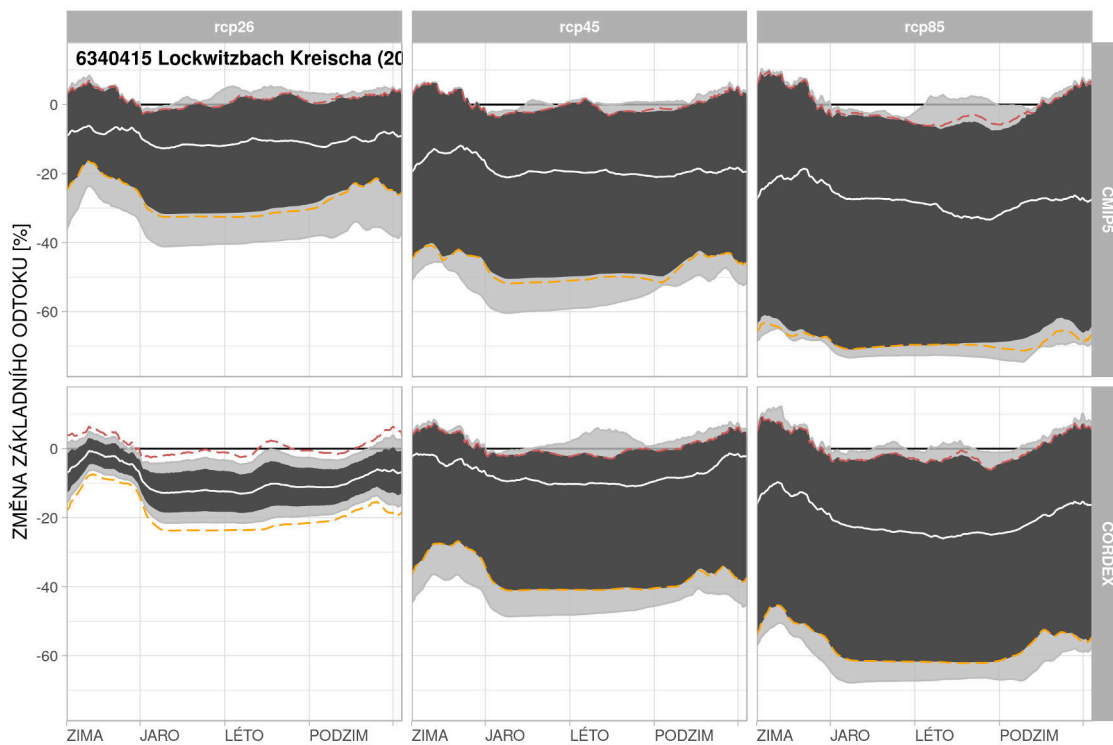 rcp26 rcp45 rcp85
6340415 Lockwitzbach Kreischa (20
ZMĚNA ZÁKLADNÍHO ODTOKU [%]
0
-20
-40
-60
CMIP5
0
-20
-40
-60
CORDEX
ZIMA JARO LÉTO PODZIM ZIMA JARO LÉTO PODZIM ZIMA JARO LÉTO PODZIM